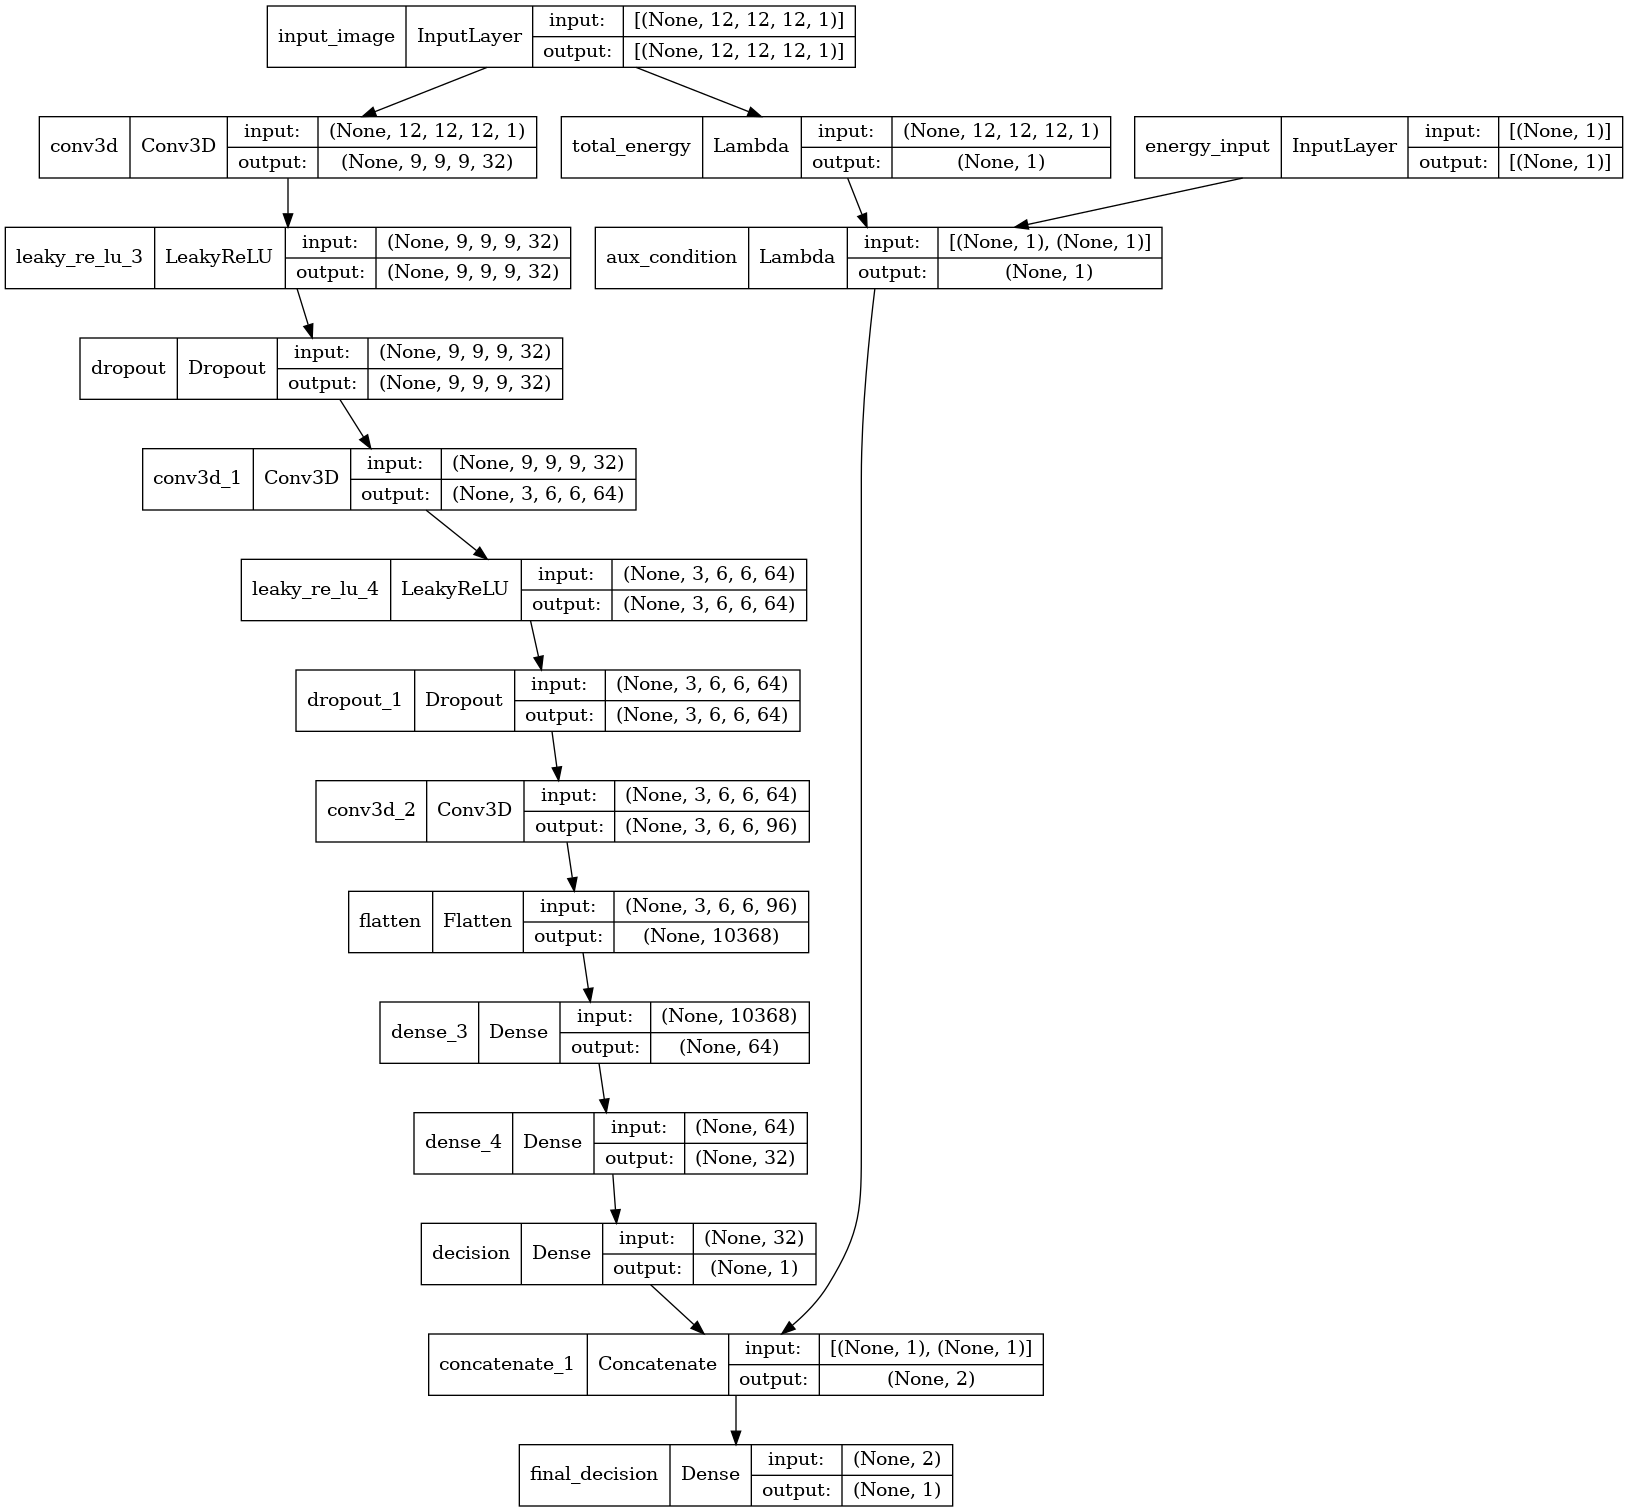 input_image InputLayer input: [(None, 12, 12, 12, 1)]
output: [(None, 12, 12, 12, 1)]
conv3d Conv3D input: (None, 12, 12, 12, 1)
output: (None, 9, 9, 9, 32)
total_energy Lambda input: (None, 12, 12, 12, 1)
output: (None, 1)
energy_input InputLayer input: [(None, 1)]
output: [(None, 1)]
leaky_re_lu_3 LeakyReLU input: (None, 9, 9, 9, 32)
output: (None, 9, 9, 9, 32)
aux_condition Lambda input: [(None, 1), (None, 1)]
output: (None, 1)
dropout Dropout input: (None, 9, 9, 9, 32)
output: (None, 9, 9, 9, 32)
conv3d_1 Conv3D input: (None, 9, 9, 9, 32)
output: (None, 3, 6, 6, 64)
leaky_re_lu_4 LeakyReLU input: (None, 3, 6, 6, 64)
output: (None, 3, 6, 6, 64)
dropout_1 Dropout input: (None, 3, 6, 6, 64)
output: (None, 3, 6, 6, 64)
conv3d_2 Conv3D input: (None, 3, 6, 6, 64)
output: (None, 3, 6, 6, 96)
flatten Flatten input: (None, 3, 6, 6, 96)
output: (None, 10368)
dense_3 Dense input: (None, 10368)
output: (None, 64)
dense_4 Dense input: (None, 64)
output: (None, 32)
decision Dense input: (None, 32)
output: (None, 1)
concatenate_1 Concatenate input: [(None, 1), (None, 1)]
output: (None, 2)
final_decision Dense input: (None, 2)
output: (None, 1)